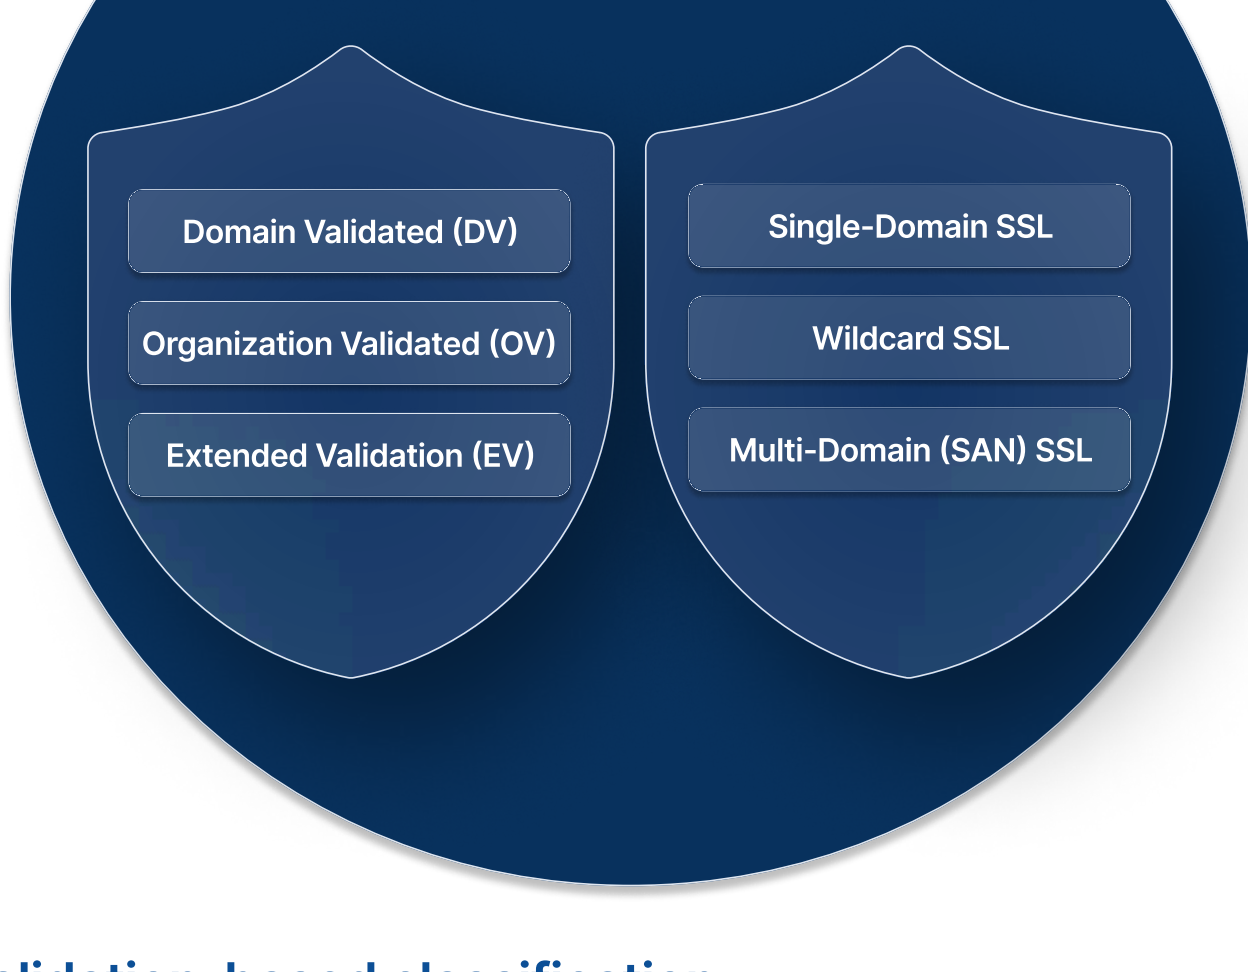 Domain Validated (DV)
Organization Validated (OV)
Extended Validation (EV)
Single-Domain SSL
Wildcard SSL
Multi-Domain (SAN) SSL